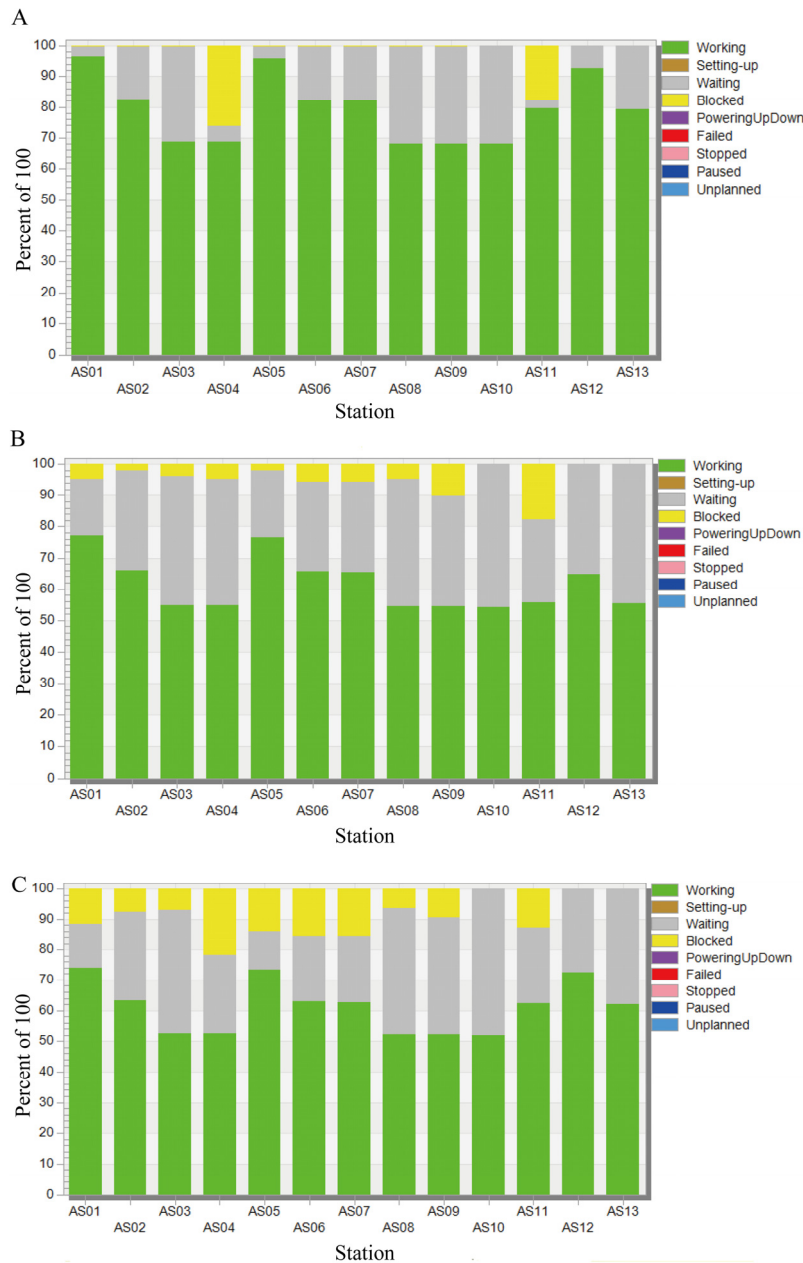 A
100
90
80
70
60
50
40
30
20
10
0
Percent of 100
AS01 AS03 AS05 AS07 AS09 AS11 AS13
AS02 AS04 AS06 AS08 AS10 AS12
Station
Working
Setting-up
Waiting
Blocked
PoweringUpDown
Failed
Stopped
Paused
Unplanned
B
100
90
80
70
60
50
40
30
20
10
0
Percent of 100
AS01 AS03 AS05 AS07 AS09 AS11 AS13
AS02 AS04 AS06 AS08 AS10 AS12
Station
Working
Setting-up
Waiting
Blocked
PoweringUpDown
Failed
Stopped
Paused
Unplanned
C
100
90
80
70
60
50
40
30
20
10
0
Percent of 100
AS01 AS03 AS05 AS07 AS09 AS11 AS13
AS02 AS04 AS06 AS08 AS10 AS12
Station
Working
Setting-up
Waiting
Blocked
PoweringUpDown
Failed
Stopped
Paused
Unplanned